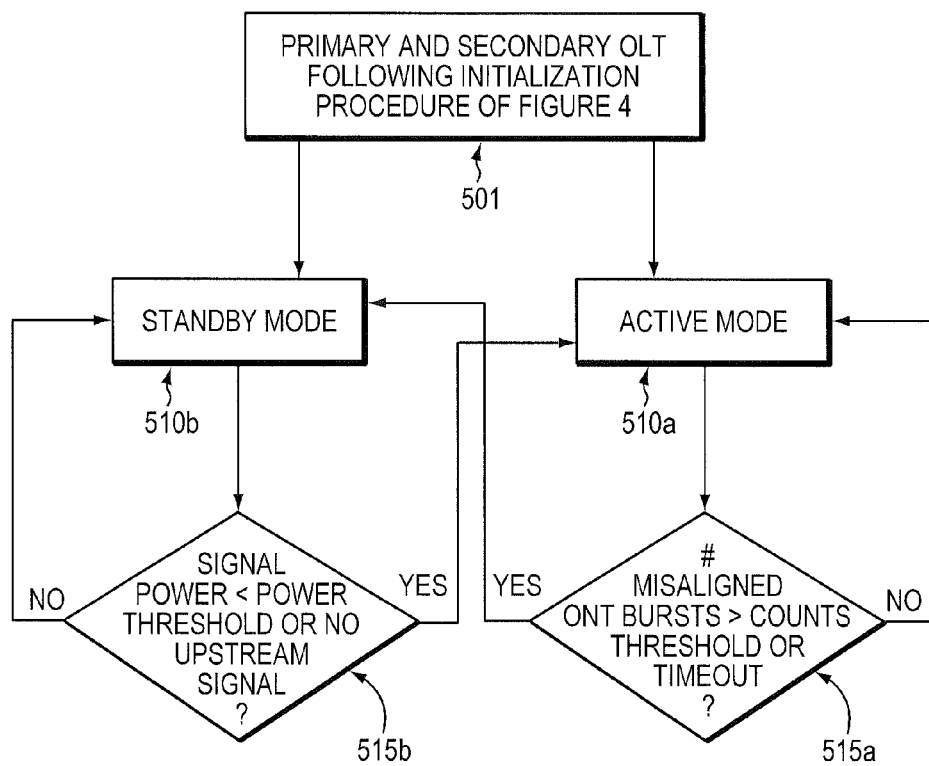 PRIMARY AND SECONDARY OLT
FOLLOWING INITIALIZATION
PROCEDURE OF FIGURE 4
501
STANDBY MODE
510b
ACTIVE MODE
510a
SIGNAL
POWER < POWER
THRESHOLD OR NO
UPSTREAM
SIGNAL
?
NO
YES
515b
#
MISALIGNED
ONT BURSTS > COUNTS
THRESHOLD OR
TIMEOUT
?
YES
NO
515a